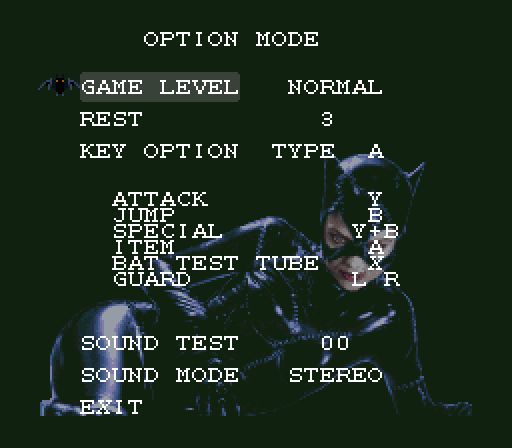 OPTION MODE
GAME LEVEL NORMAL
REST 3
KEY OPTION TYPE A
ATTACK Y
JUMP B
SPECIAL Y+B
ITEM A
BAT TEST TUBE X
GUARD L R
SOUND TEST 00
SOUND MODE STEREO
EXIT